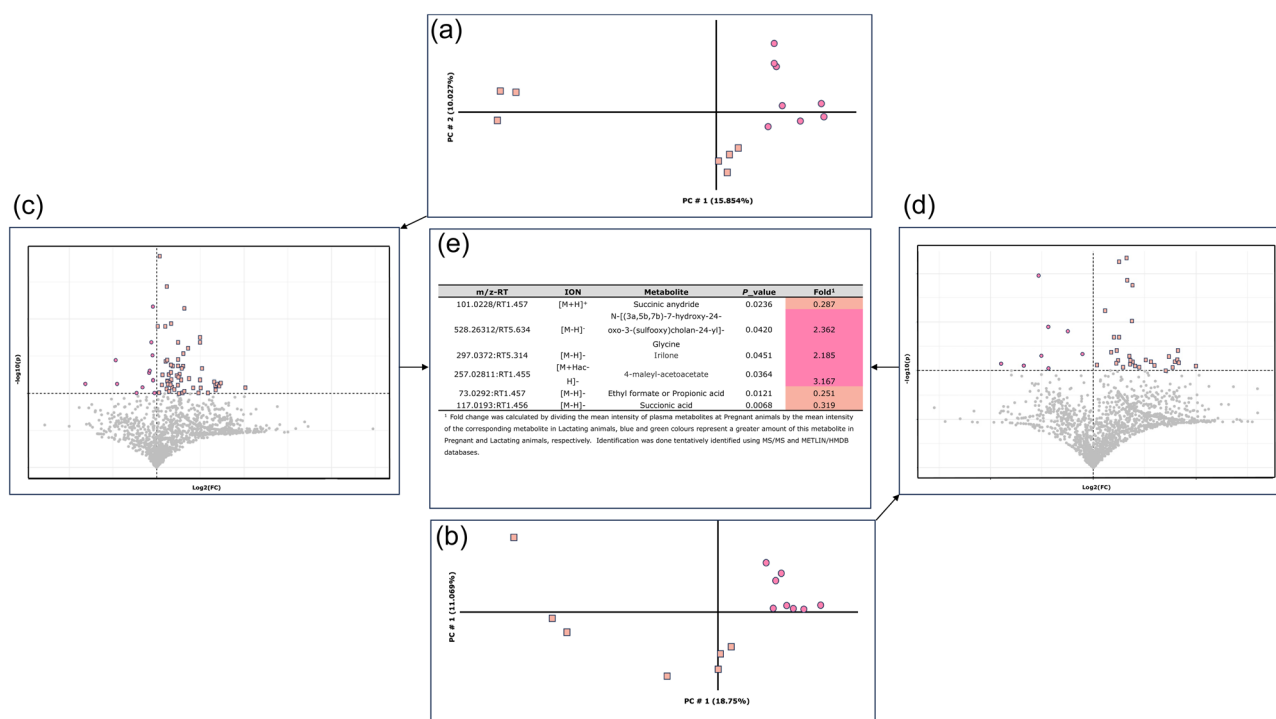 (a)
PC # 2 (10.027%)
PC # 1 (15.854%)
(c)
-log10(p)
Log2(FC)
(d)
-log10(p)
Log2(FC)
(e)
m/z-RT ION Metabolite P_value Fold¹
101.0228/RT1.457 [M+H]⁺ Succinic anydride 0.0236 0.287
N-[(3a,5b,7b)-7-hydroxy-24-
528.26312/RT5.634 [M-H]⁻ oxo-3-(sulfooxy)cholan-24-yl]- 0.0420 2.362
Glycine
297.0372/RT5.314 [M-H]- Irilone 0.0451 2.185
[M+Hac-
257.02811/RT1.455 4-maleyl-acetoacetate 0.0364
H]- 3.167
73.0292/RT1.927 [M-H]- Ethyl formate or Propionic acid 0.0121 0.251
117.0193/RT1.456 [M-H]- Succionic acid 0.0068 0.319
¹ Fold change was calculated by dividing the mean intensity of plasma metabolites at Pregnant animals by the mean intensity
of the corresponding metabolite in Lactating animals, blue and green colours represent a greater amount of this metabolite in
Pregnant and Lactating animals, respectively. Identification was done tentatively identified using MS/MS and METLIN/HMDB
databases.
(b)
PC # 1 (11.069%)
PC # 1 (18.75%)